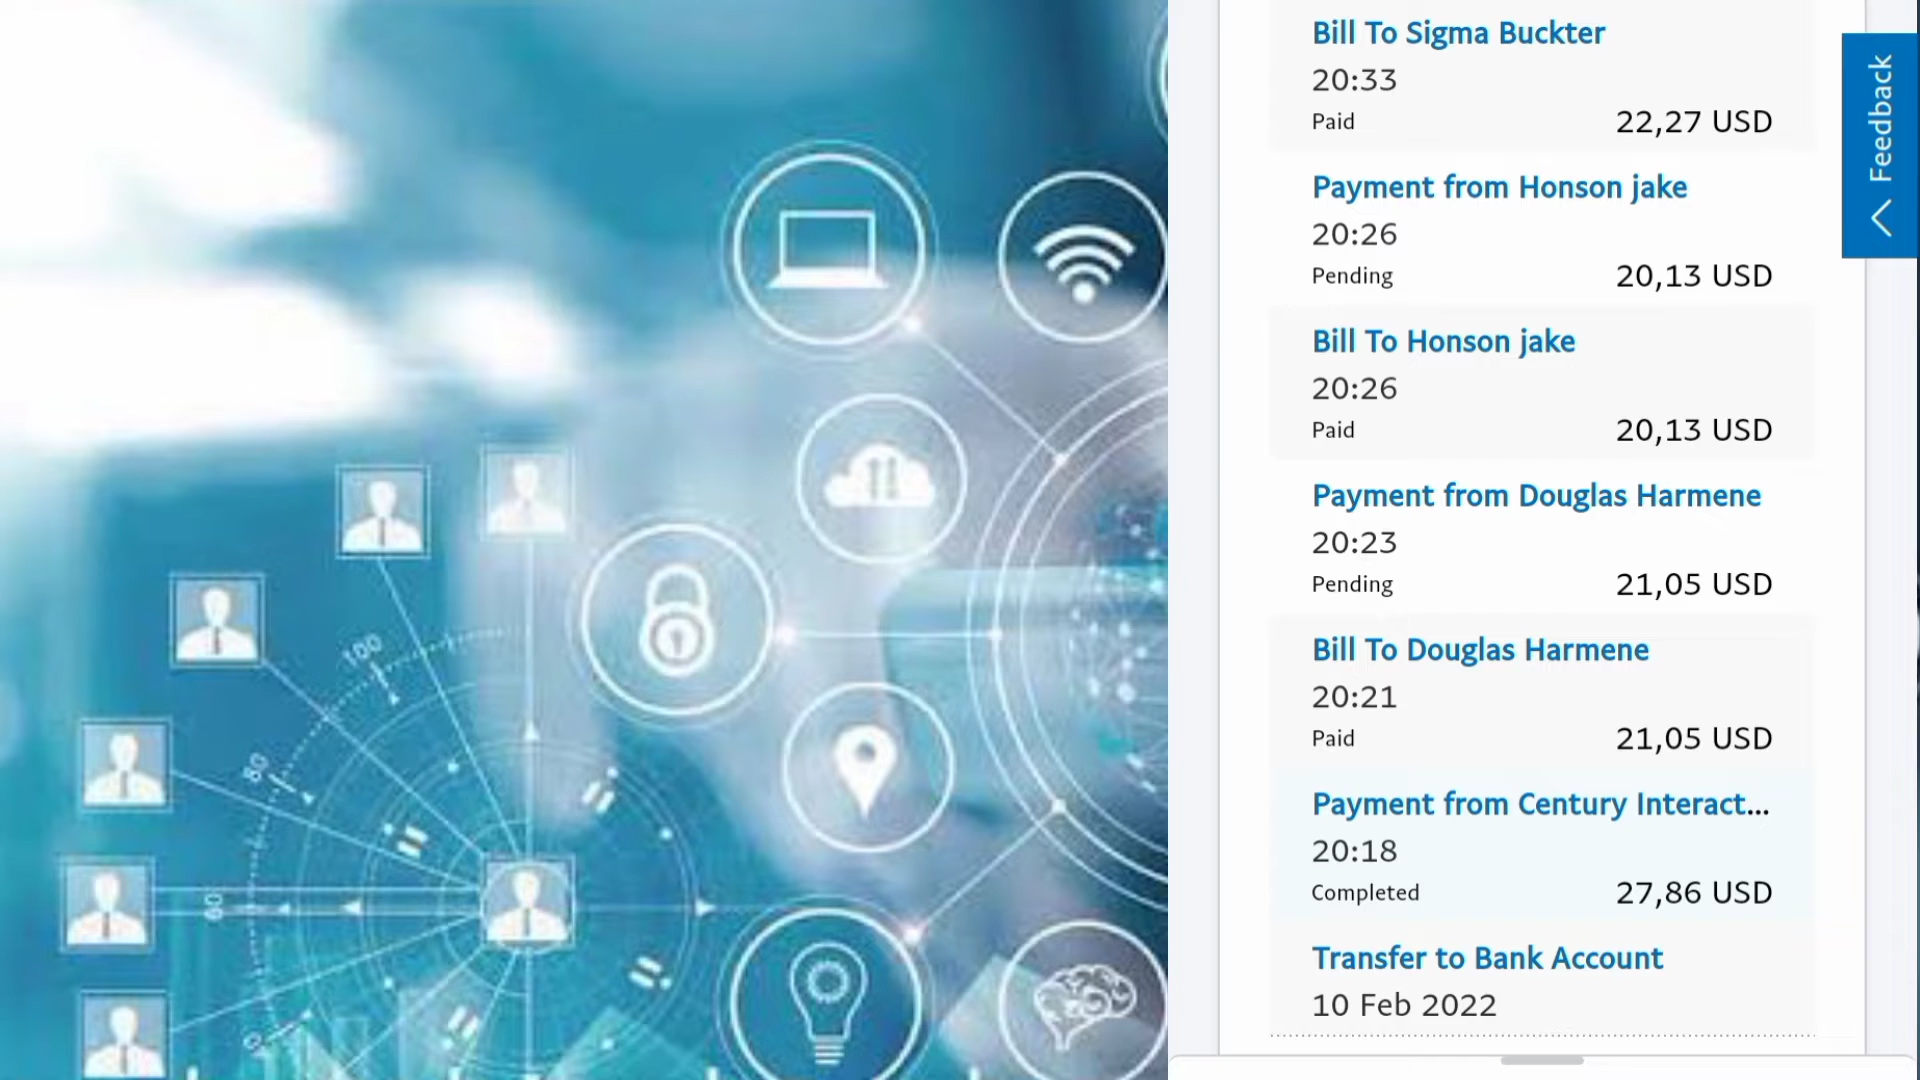 Bill To Sigma Buckter
20:33
Paid 22,27 USD
Payment from Honson jake
20:26
Pending 20,13 USD
Bill To Honson jake
20:26
Paid 20,13 USD
Payment from Douglas Harmene
20:23
Pending 21,05 USD
Bill To Douglas Harmene
20:21
Paid 21,05 USD
Payment from Century Interact...
20:18
Completed 27,86 USD
Transfer to Bank Account
10 Feb 2022
Feedback
100
80
60